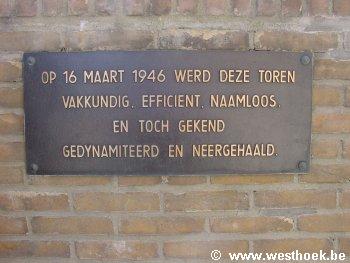 OP 16 MAART 1946 WERD DEZE TOREN
VAKKUNDIG, EFFICIENT, NAAMLOOS,
EN TOCH GEKEND
GEDYNAMITEERD EN NEERGEHAALD.
© www.westhoek.be